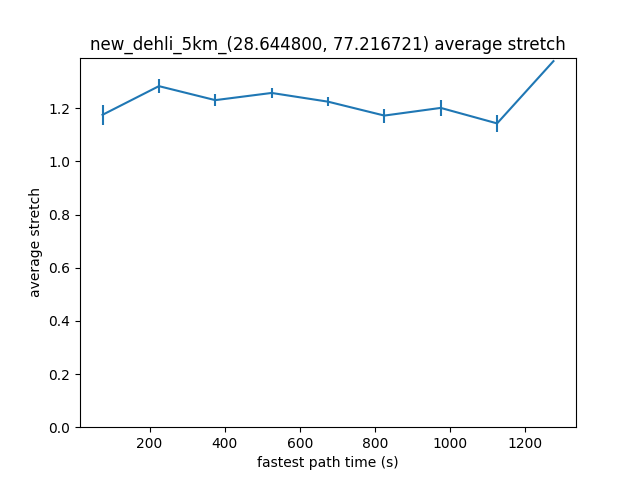 new_dehli_5km_(28.644800, 77.216721) average stretch
1.2
1.0
0.8
0.6
0.4
0.2
0.0
average stretch
200 400 600 800 1000 1200
fastest path time (s)